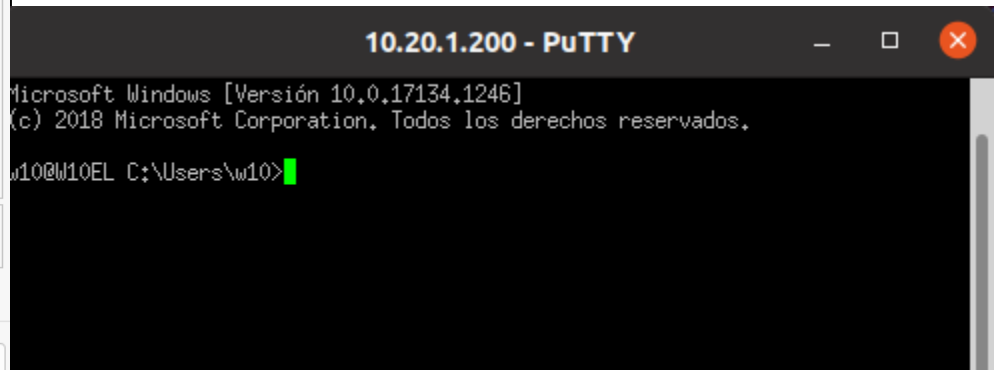 10.20.1.200 - PuTTY
Microsoft Windows [Versión 10.0.17134.1246]
(c) 2018 Microsoft Corporation. Todos los derechos reservados.
w10@W10EL C:\Users\w10>